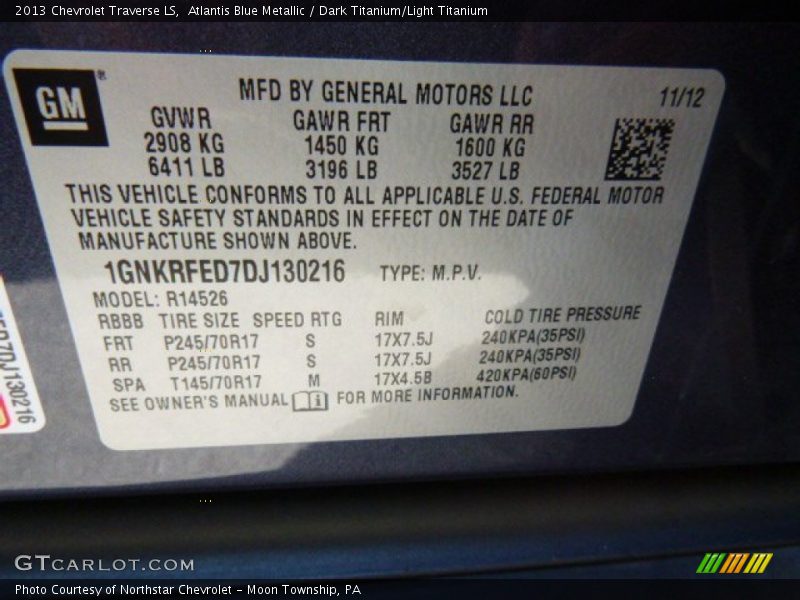 2013 Chevrolet Traverse LS, Atlantis Blue Metallic / Dark Titanium/Light Titanium
GM ®
MFD BY GENERAL MOTORS LLC 11/12
GVWR GAWR FRT GAWR RR
2908 KG 1450 KG 1600 KG
6411 LB 3196 LB 3527 LB
THIS VEHICLE CONFORMS TO ALL APPLICABLE U.S. FEDERAL MOTOR
VEHICLE SAFETY STANDARDS IN EFFECT ON THE DATE OF
MANUFACTURE SHOWN ABOVE.
1GNKRFED7DJ130216 TYPE: M.P.V.
MODEL: R14526
RBBB TIRE SIZE SPEED RTG RIM COLD TIRE PRESSURE
FRT P245/70R17 S 17X7.5J 240KPA(35PSI)
RR P245/70R17 S 17X7.5J 240KPA(35PSI)
SPA T145/70R17 M 17X4.5B 420KPA(60PSI)
SEE OWNER'S MANUAL FOR MORE INFORMATION.
GTCARLOT.COM
Photo Courtesy of Northstar Chevrolet - Moon Township, PA